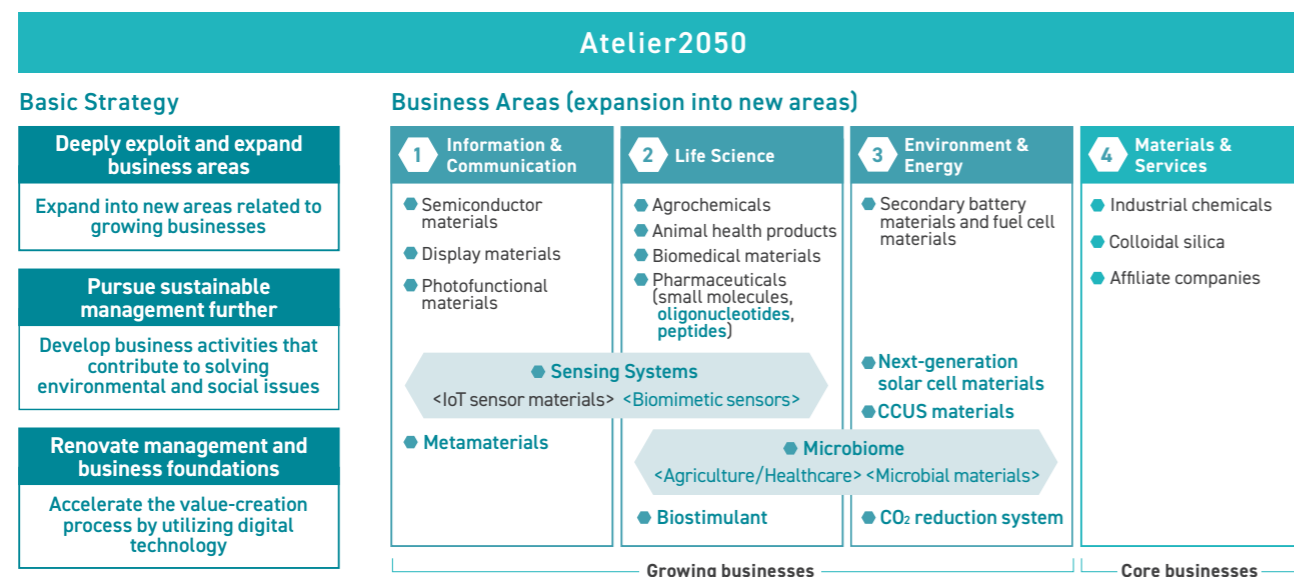 Atelier2050
Basic Strategy
Deeply exploit and expand
business areas
Expand into new areas related to
growing businesses
Pursue sustainable
management further
Develop business activities that
contribute to solving
environmental and social issues
Renovate management and
business foundations
Accelerate the value-creation
process by utilizing digital
technology
Business Areas (expansion into new areas)
1
Information &
Communication
Semiconductor
materials
Display materials
Photofunctional
materials
2
Life Science
Agrochemicals
Animal health products
Biomedical materials
Pharmaceuticals
(small molecules,
oligonucleotides,
peptides)
3
Environment &
Energy
Secondary battery
materials and fuel cell
materials
4
Materials &
Services
Industrial chemicals
Colloidal silica
Affiliate companies
Sensing Systems
<IoT sensor materials> <Biomimetic sensors>
Next-generation
solar cell materials
CCUS materials
Metamaterials
Microbiome
<Agriculture/Healthcare> <Microbial materials>
Biostimulant
CO₂ reduction system
Growing businesses
Core businesses